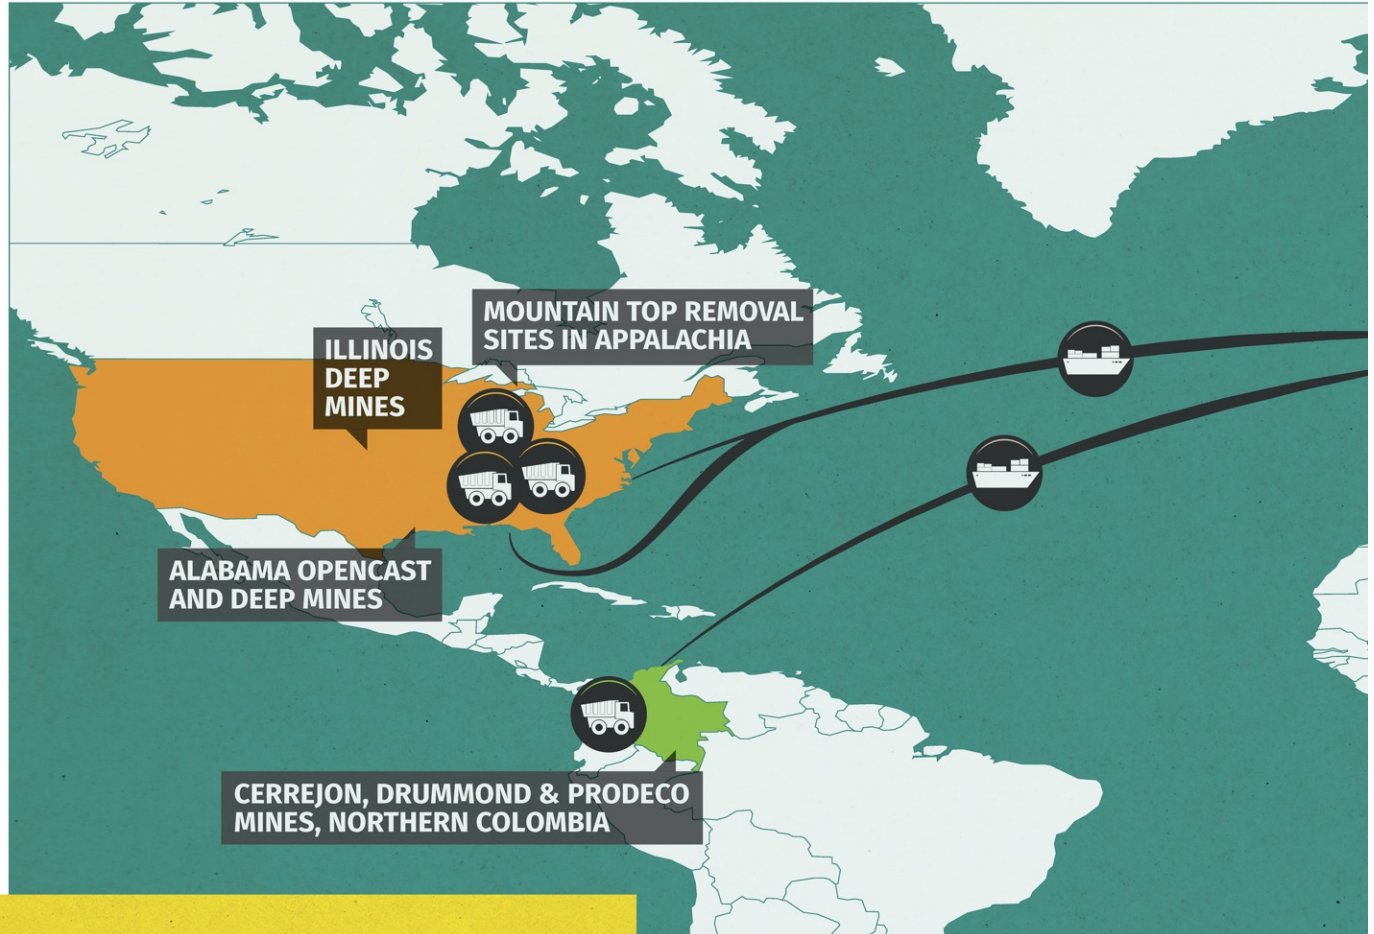 MOUNTAIN TOP REMOVAL
SITES IN APPALACHIA
ILLINOIS
DEEP
MINES
ALABAMA OPENCAST
AND DEEP MINES
CERREJON, DRUMMOND & PRODECO
MINES, NORTHERN COLOMBIA